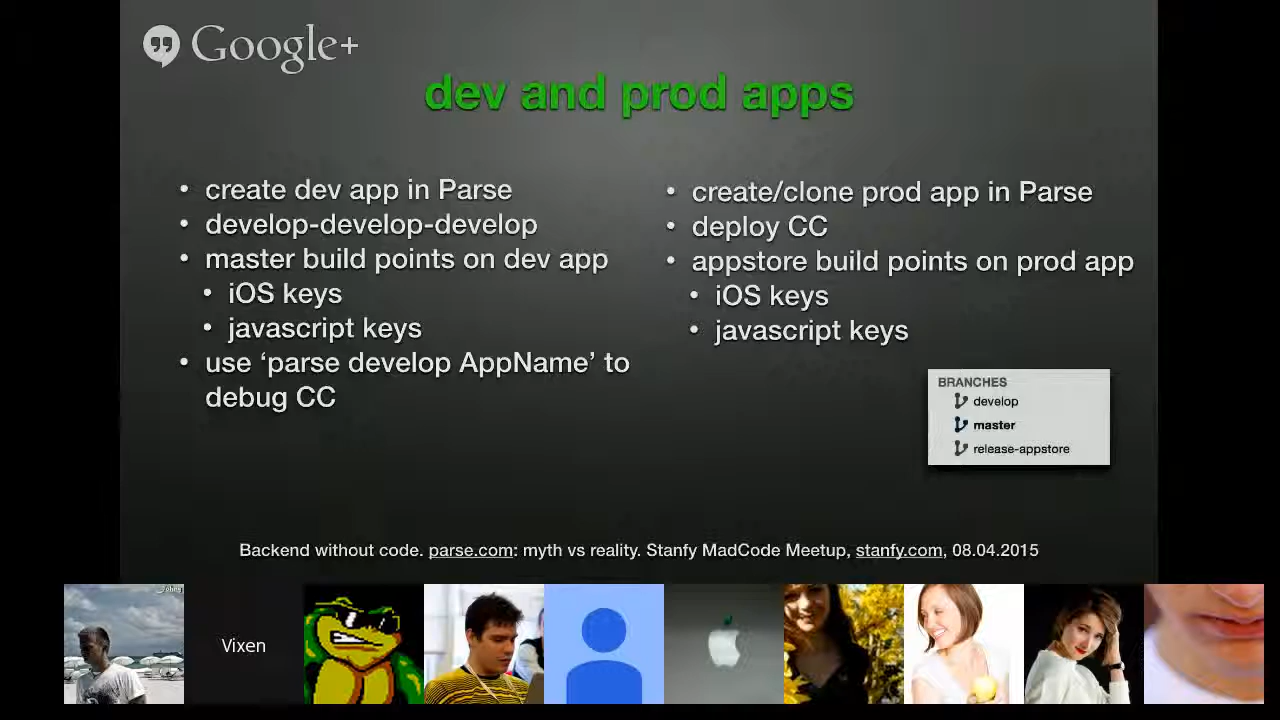 Google+
dev and prod apps
• create dev app in Parse
• develop-develop-develop
• master build points on dev app
• iOS keys
• javascript keys
• use ‘parse develop AppName’ to
debug CC
• create/clone prod app in Parse
• deploy CC
• appstore build points on prod app
• iOS keys
• javascript keys
BRANCHES
develop
master
release-appstore
Backend without code. parse.com: myth vs reality. Stanfy MadCode Meetup, stanfy.com, 08.04.2015
Vixen